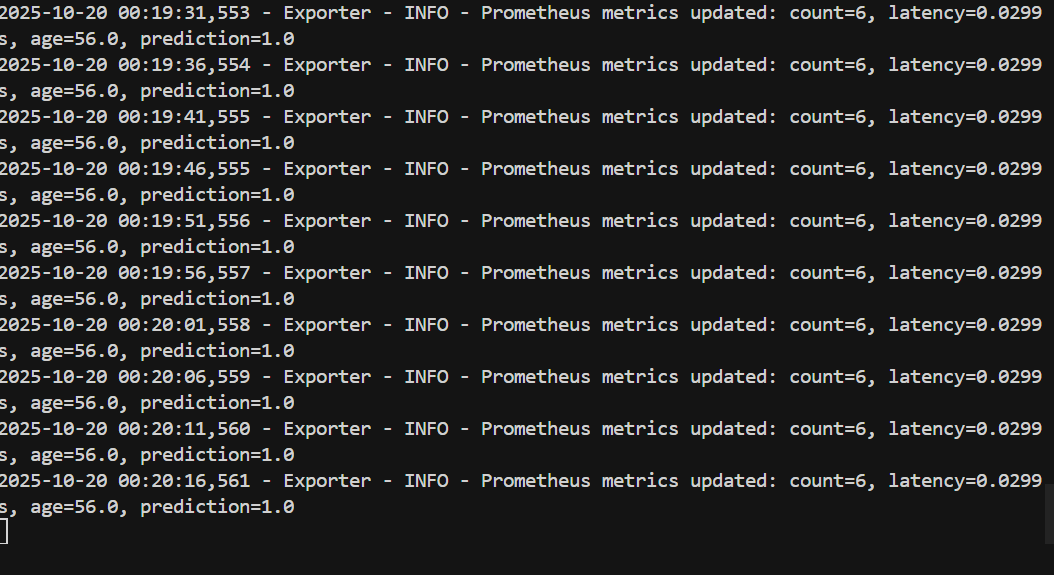 2025-10-20 00:19:31,553 - Exporter - INFO - Prometheus metrics updated: count=6, latency=0.0299
s, age=56.0, prediction=1.0
2025-10-20 00:19:36,554 - Exporter - INFO - Prometheus metrics updated: count=6, latency=0.0299
s, age=56.0, prediction=1.0
2025-10-20 00:19:41,555 - Exporter - INFO - Prometheus metrics updated: count=6, latency=0.0299
s, age=56.0, prediction=1.0
2025-10-20 00:19:46,555 - Exporter - INFO - Prometheus metrics updated: count=6, latency=0.0299
s, age=56.0, prediction=1.0
2025-10-20 00:19:51,556 - Exporter - INFO - Prometheus metrics updated: count=6, latency=0.0299
s, age=56.0, prediction=1.0
2025-10-20 00:19:56,557 - Exporter - INFO - Prometheus metrics updated: count=6, latency=0.0299
s, age=56.0, prediction=1.0
2025-10-20 00:20:01,558 - Exporter - INFO - Prometheus metrics updated: count=6, latency=0.0299
s, age=56.0, prediction=1.0
2025-10-20 00:20:06,559 - Exporter - INFO - Prometheus metrics updated: count=6, latency=0.0299
s, age=56.0, prediction=1.0
2025-10-20 00:20:11,560 - Exporter - INFO - Prometheus metrics updated: count=6, latency=0.0299
s, age=56.0, prediction=1.0
2025-10-20 00:20:16,561 - Exporter - INFO - Prometheus metrics updated: count=6, latency=0.0299
s, age=56.0, prediction=1.0